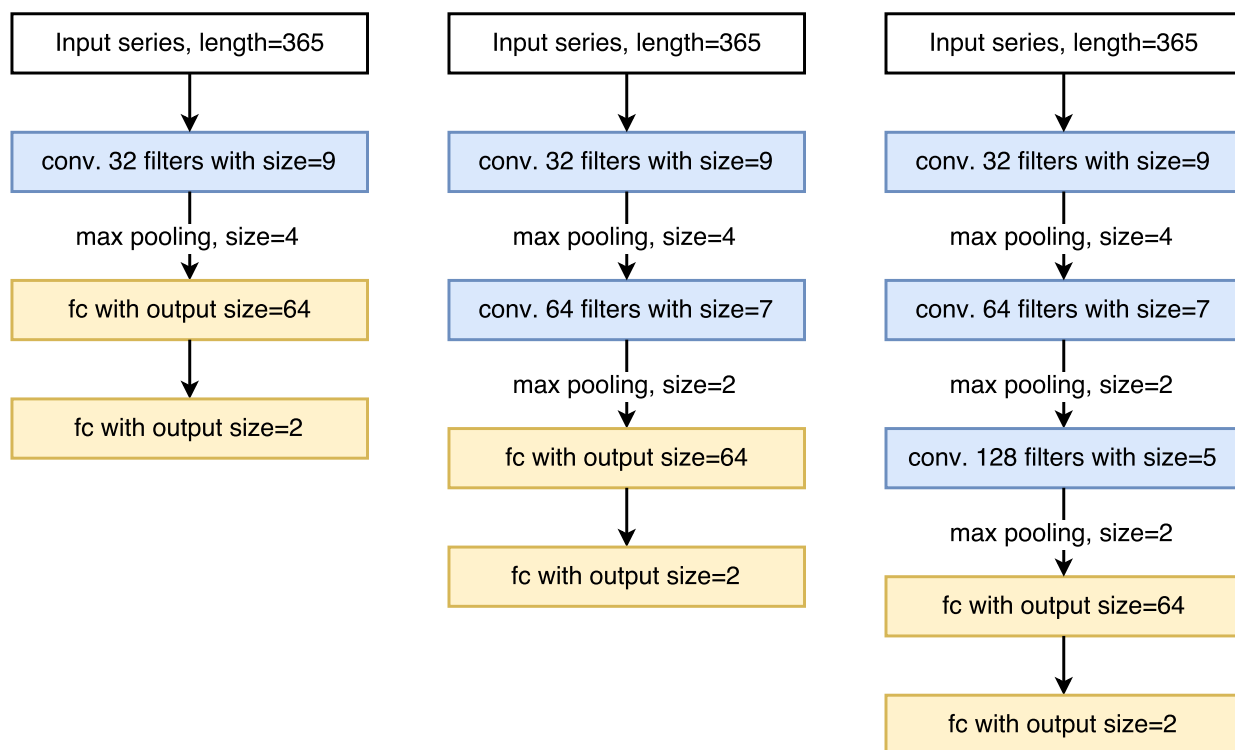 Input series, length=365
conv. 32 filters with size=9
max pooling, size=4
fc with output size=64
fc with output size=2
Input series, length=365
conv. 32 filters with size=9
max pooling, size=4
conv. 64 filters with size=7
max pooling, size=2
fc with output size=64
fc with output size=2
Input series, length=365
conv. 32 filters with size=9
max pooling, size=4
conv. 64 filters with size=7
max pooling, size=2
conv. 128 filters with size=5
max pooling, size=2
fc with output size=64
fc with output size=2